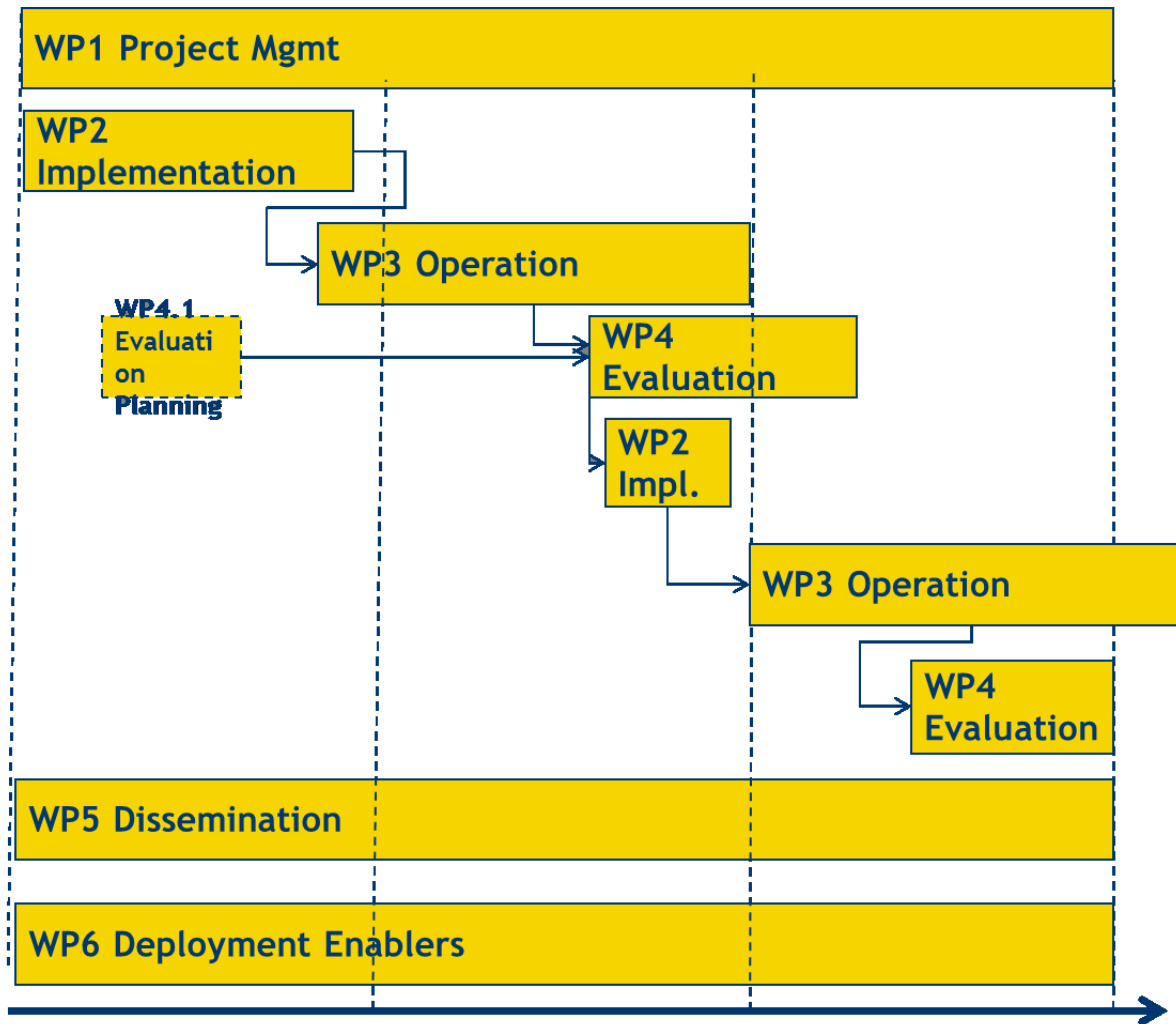 WP1 Project Mgmt
WP2
Implementation
WP3 Operation
WP4.1
Evaluati
on
Planning
WP4
Evaluation
WP2
Impl.
WP3 Operation
WP4
Evaluation
WP5 Dissemination
WP6 Deployment Enablers